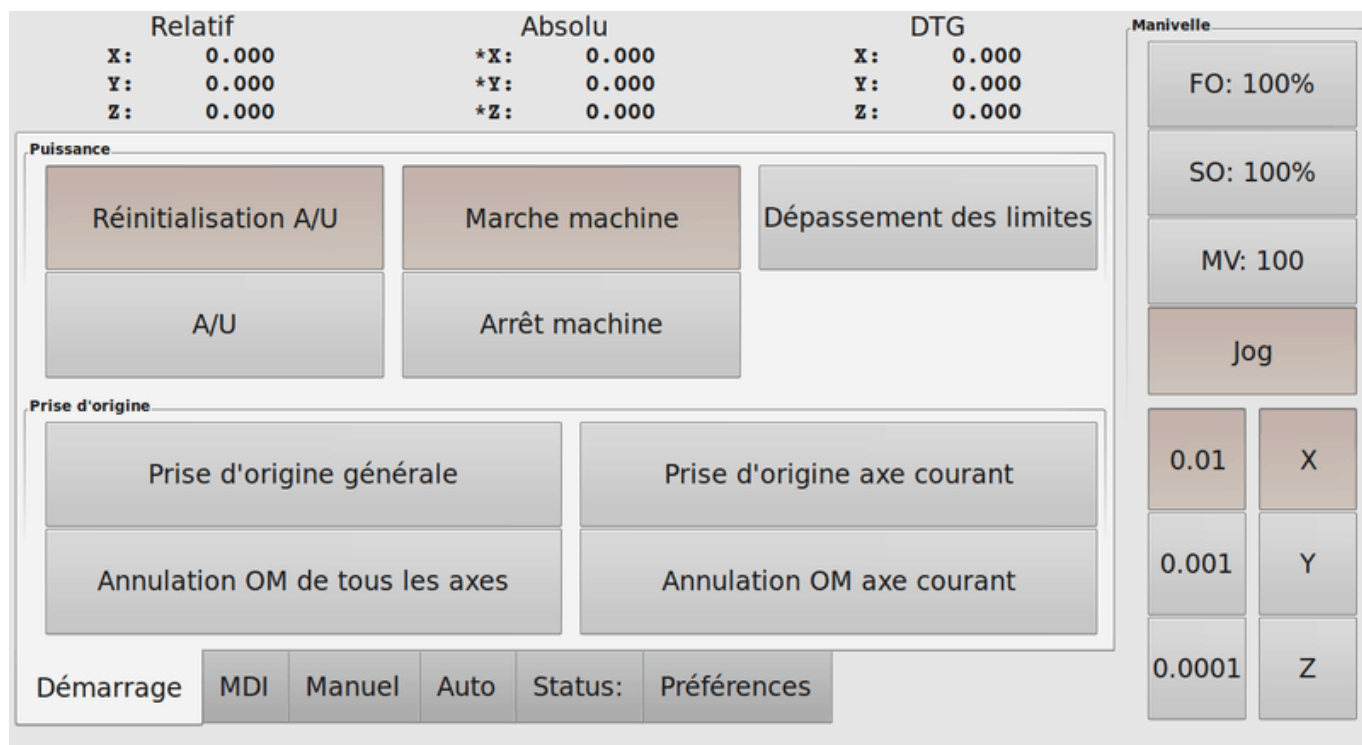 Relatif Absolu DTG
X: 0.000 *X: 0.000 X: 0.000
Y: 0.000 *Y: 0.000 Y: 0.000
Z: 0.000 *Z: 0.000 Z: 0.000
Puissance
Réinitialisation A/U Marche machine Dépassement des limites
A/U Arrêt machine
Prise d'origine
Prise d'origine générale Prise d'origine axe courant
Annulation OM de tous les axes Annulation OM axe courant
Démarrage MDI Manuel Auto Status: Préférences
Manivelle
FO: 100%
SO: 100%
MV: 100
Jog
0.01 X
0.001 Y
0.0001 Z